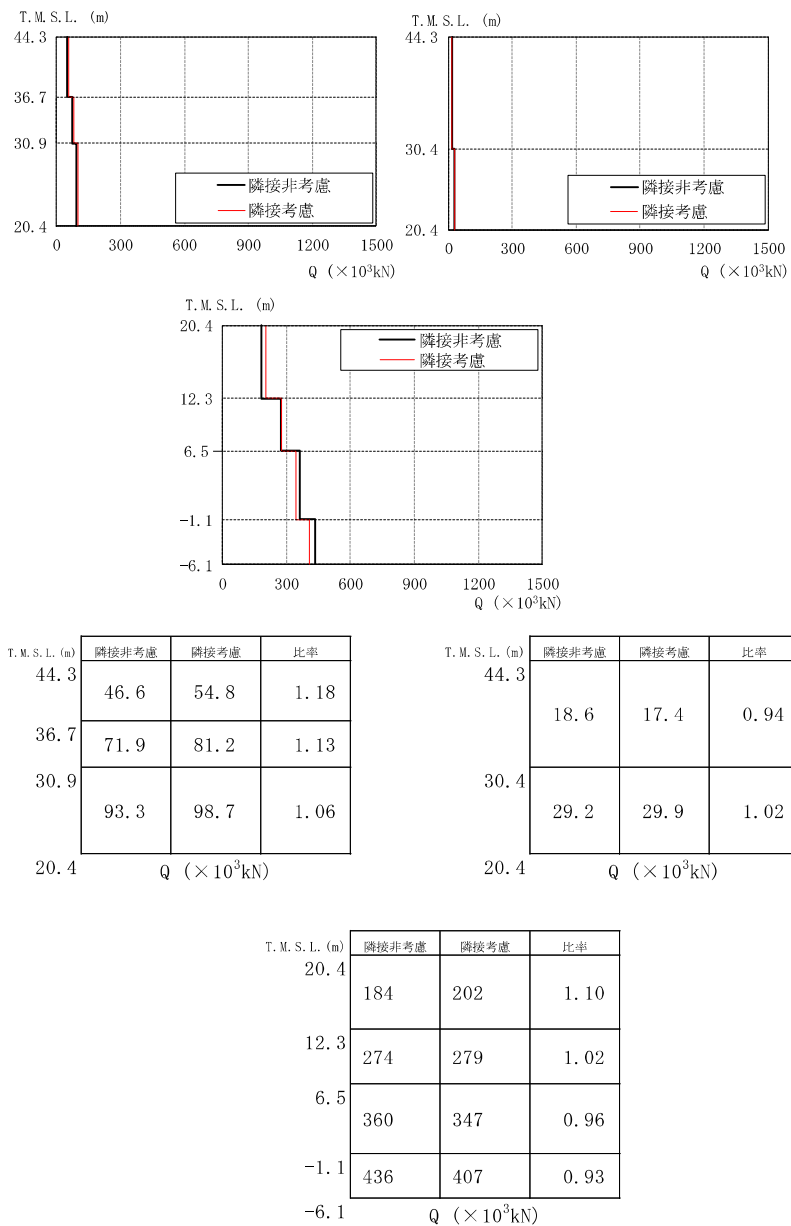 T.M.S.L. (m)
44.3
36.7
30.9
20.4
隣接非考慮
隣接考慮
0 300 600 900 1200 1500
Q (×10³kN)
T.M.S.L. (m)
44.3
30.4
20.4
隣接非考慮
隣接考慮
0 300 600 900 1200 1500
Q (×10³kN)
T.M.S.L. (m)
20.4
12.3
6.5
-1.1
-6.1
隣接非考慮
隣接考慮
0 300 600 900 1200 1500
Q (×10³kN)
T.M.S.L.(m) 隣接非考慮 隣接考慮 比率
44.3
46.6 54.8 1.18
36.7
71.9 81.2 1.13
30.9
93.3 98.7 1.06
20.4
Q (×10³kN)
T.M.S.L.(m) 隣接非考慮 隣接考慮 比率
44.3
18.6 17.4 0.94
30.4
29.2 29.9 1.02
20.4
Q (×10³kN)
T.M.S.L.(m) 隣接非考慮 隣接考慮 比率
20.4
184 202 1.10
12.3
274 279 1.02
6.5
360 347 0.96
-1.1
436 407 0.93
-6.1
Q (×10³kN)